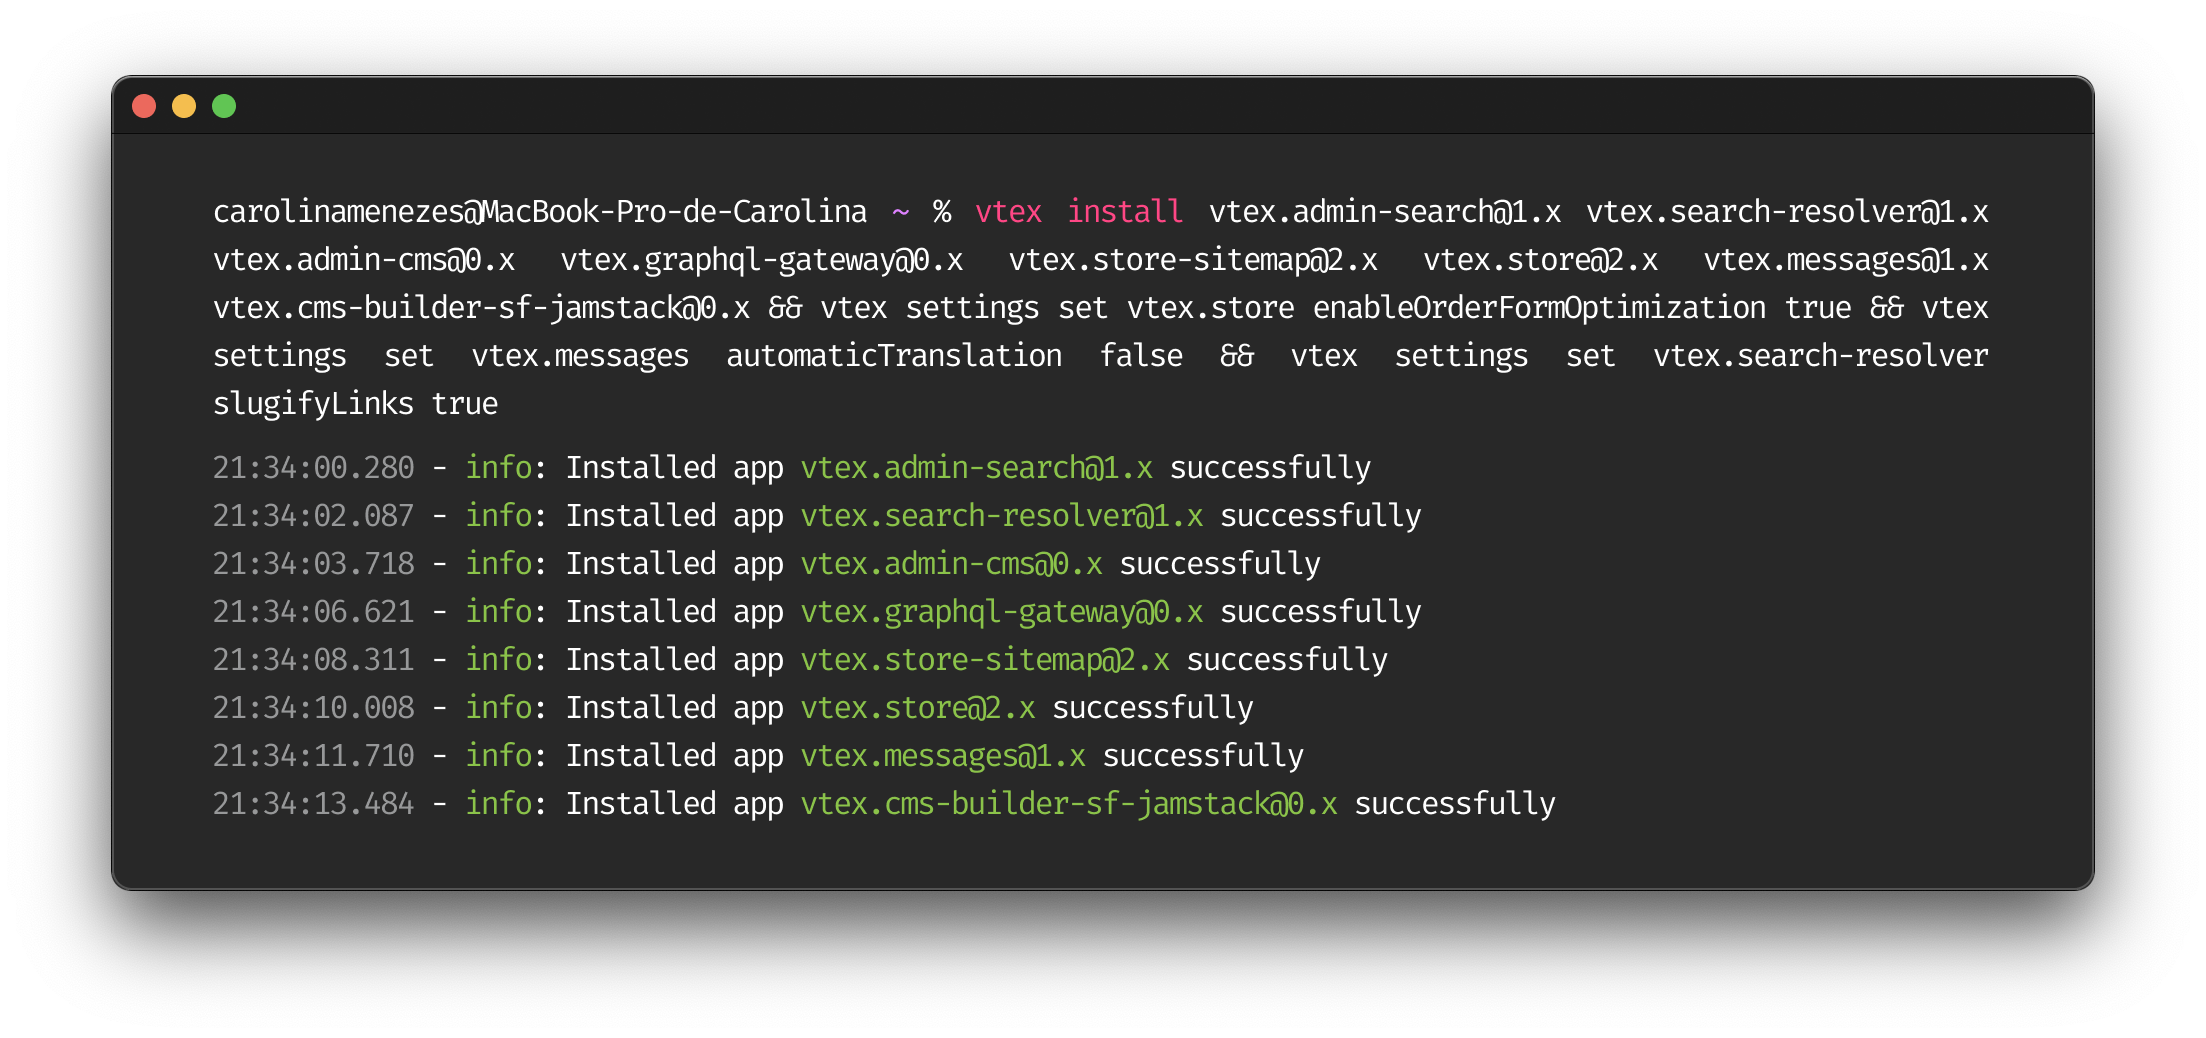 carolinamenezes@MacBook-Pro-de-Carolina ~ % vtex install vtex.admin-search@1.x vtex.search-resolver@1.x
vtex.admin-cms@0.x vtex.graphql-gateway@0.x vtex.store-sitemap@2.x vtex.store@2.x vtex.messages@1.x
vtex.cms-builder-sf-jamstack@0.x && vtex settings set vtex.store enableOrderFormOptimization true && vtex
settings set vtex.messages automaticTranslation false && vtex settings set vtex.search-resolver
slugifyLinks true
21:34:00.280 - info: Installed app vtex.admin-search@1.x successfully
21:34:02.087 - info: Installed app vtex.search-resolver@1.x successfully
21:34:03.718 - info: Installed app vtex.admin-cms@0.x successfully
21:34:06.621 - info: Installed app vtex.graphql-gateway@0.x successfully
21:34:08.311 - info: Installed app vtex.store-sitemap@2.x successfully
21:34:10.008 - info: Installed app vtex.store@2.x successfully
21:34:11.710 - info: Installed app vtex.messages@1.x successfully
21:34:13.484 - info: Installed app vtex.cms-builder-sf-jamstack@0.x successfully